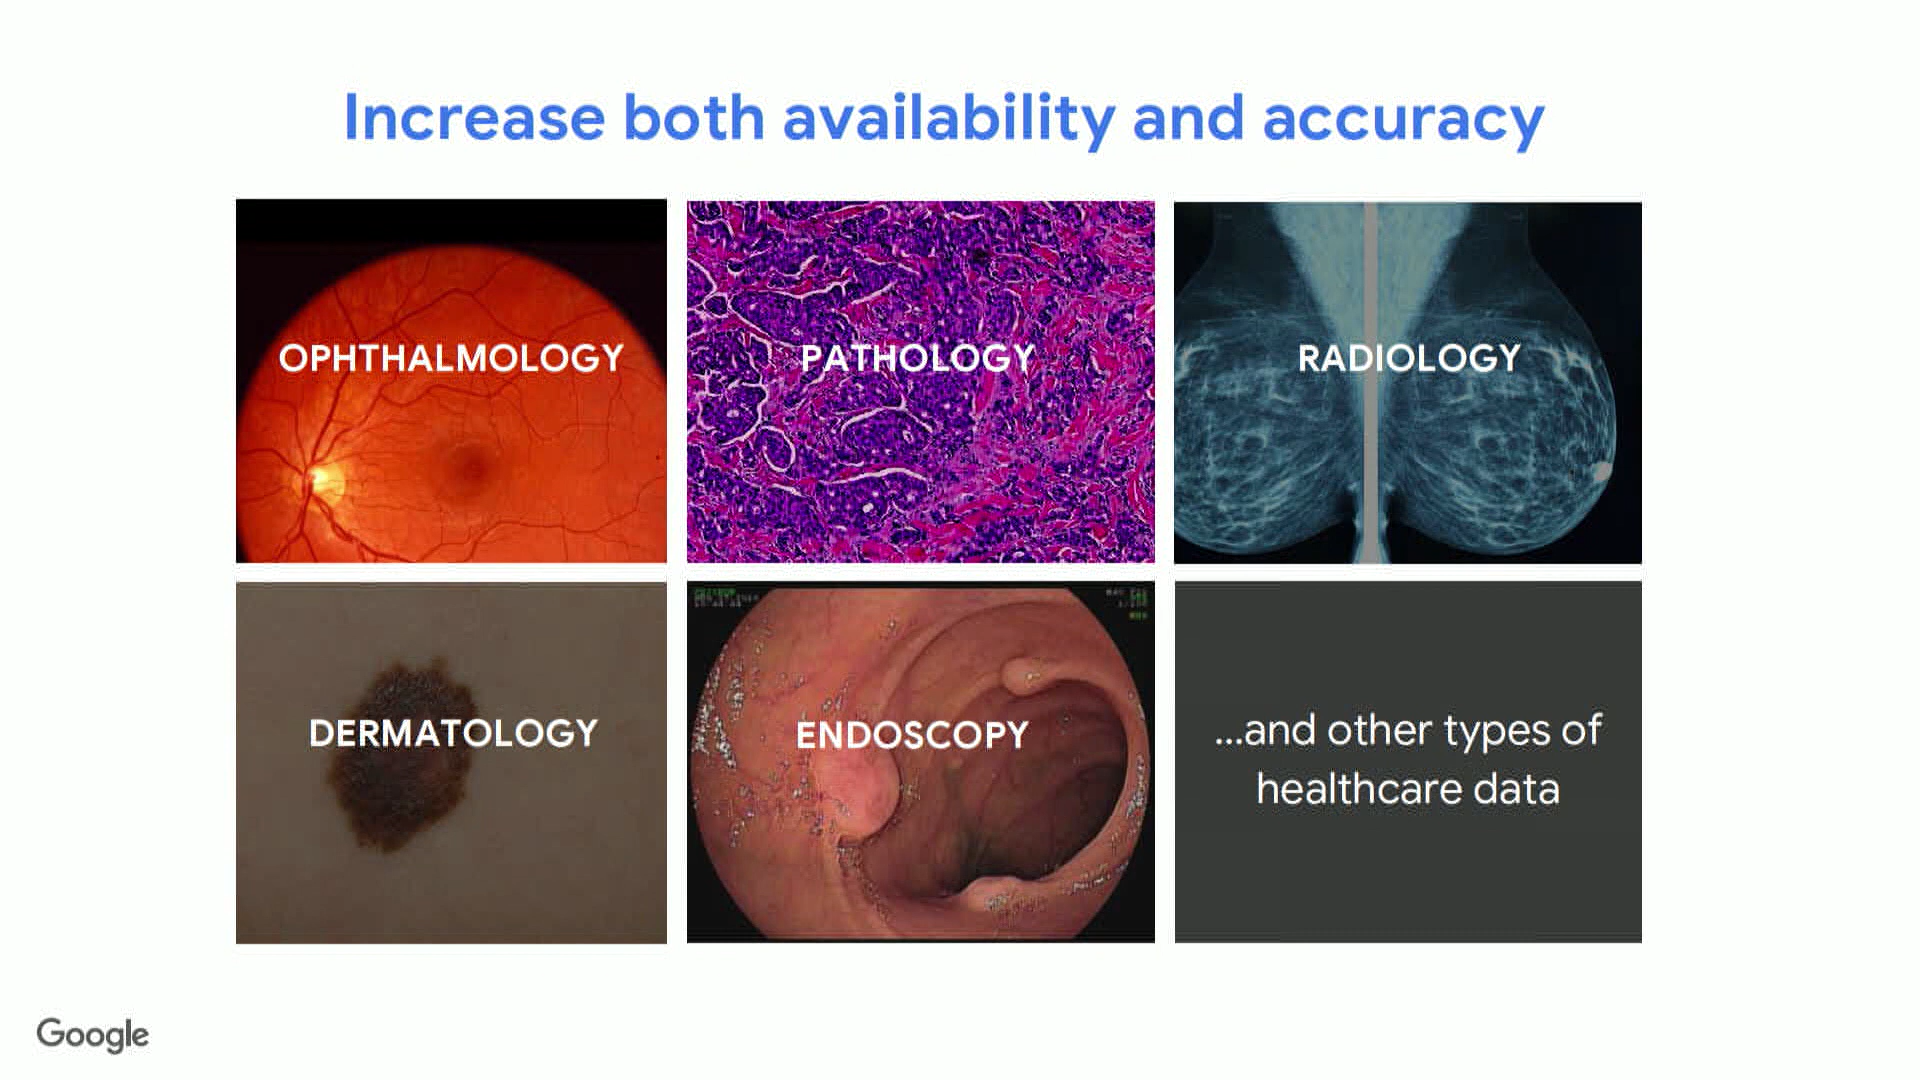 Increase both availability and accuracy
OPHTHALMOLOGY
PATHOLOGY
RADIOLOGY
DERMATOLOGY
ENDOSCOPY
...and other types of
healthcare data
Google